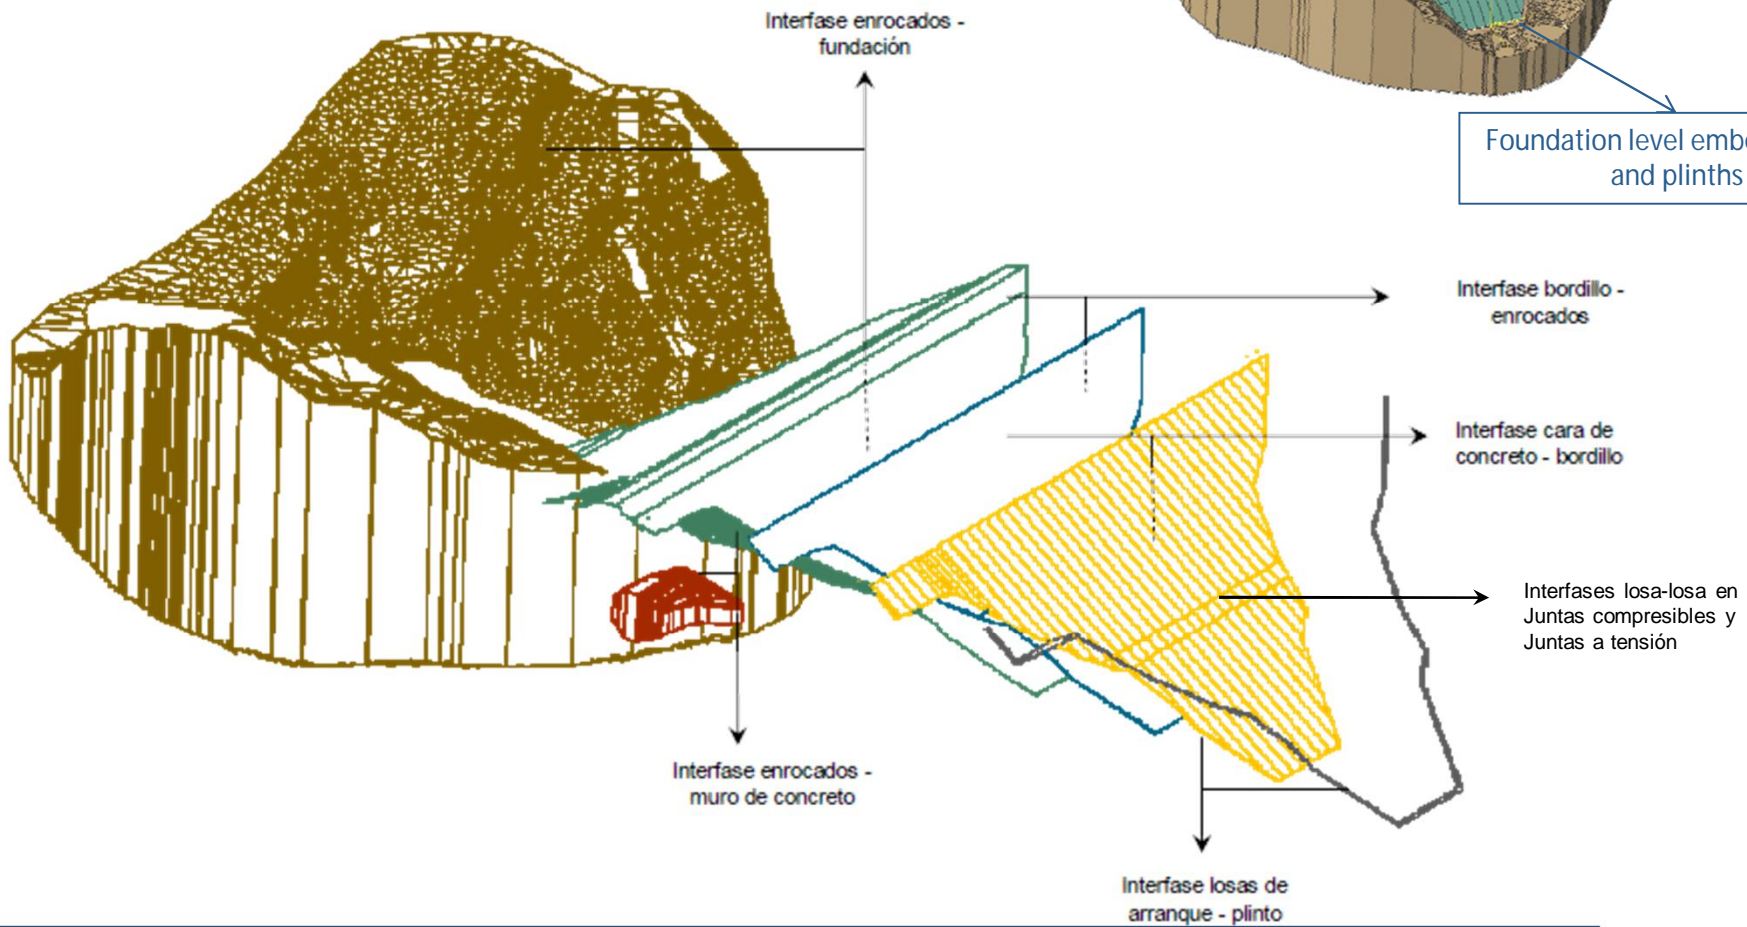 Interfase enrocados -
fundación
Foundation level emb
and plinths
Interfase bordillo -
enrocados
Interfase cara de
concreto - bordillo
Interfases losa-losa en
Juntas compresibles y
Juntas a tensión
Interfase enrocados -
muro de concreto
Interfase losas de
arranque - plinto